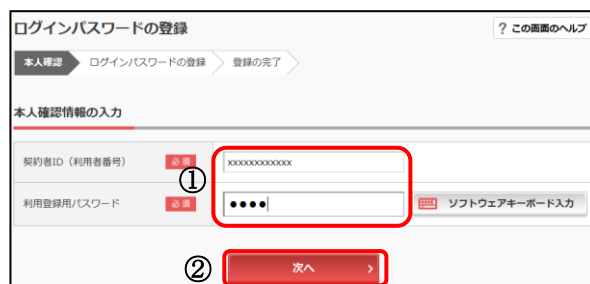 ログインパスワードの登録
? この画面のヘルプ
本人確認 ログインパスワードの登録 登録の完了
本人確認情報の入力
契約者ID（利用者番号） 必須 xxxxxxxxxxxx
①
利用登録用パスワード 必須 ●●●● ソフトウェアキーボード入力
② 次へ >